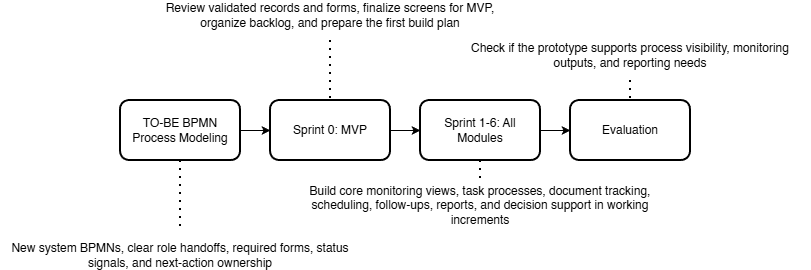 Review validated records and forms, finalize screens for MVP,
organize backlog, and prepare the first build plan
Check if the prototype supports process visibility, monitoring
outputs, and reporting needs
TO-BE BPMN
Process Modeling
Sprint 0: MVP
Sprint 1-6: All
Modules
Evaluation
Build core monitoring views, task processes, document tracking,
scheduling, follow-ups, reports, and decision support in working
increments
New system BPMNs, clear role handoffs, required forms, status
signals, and next-action ownership